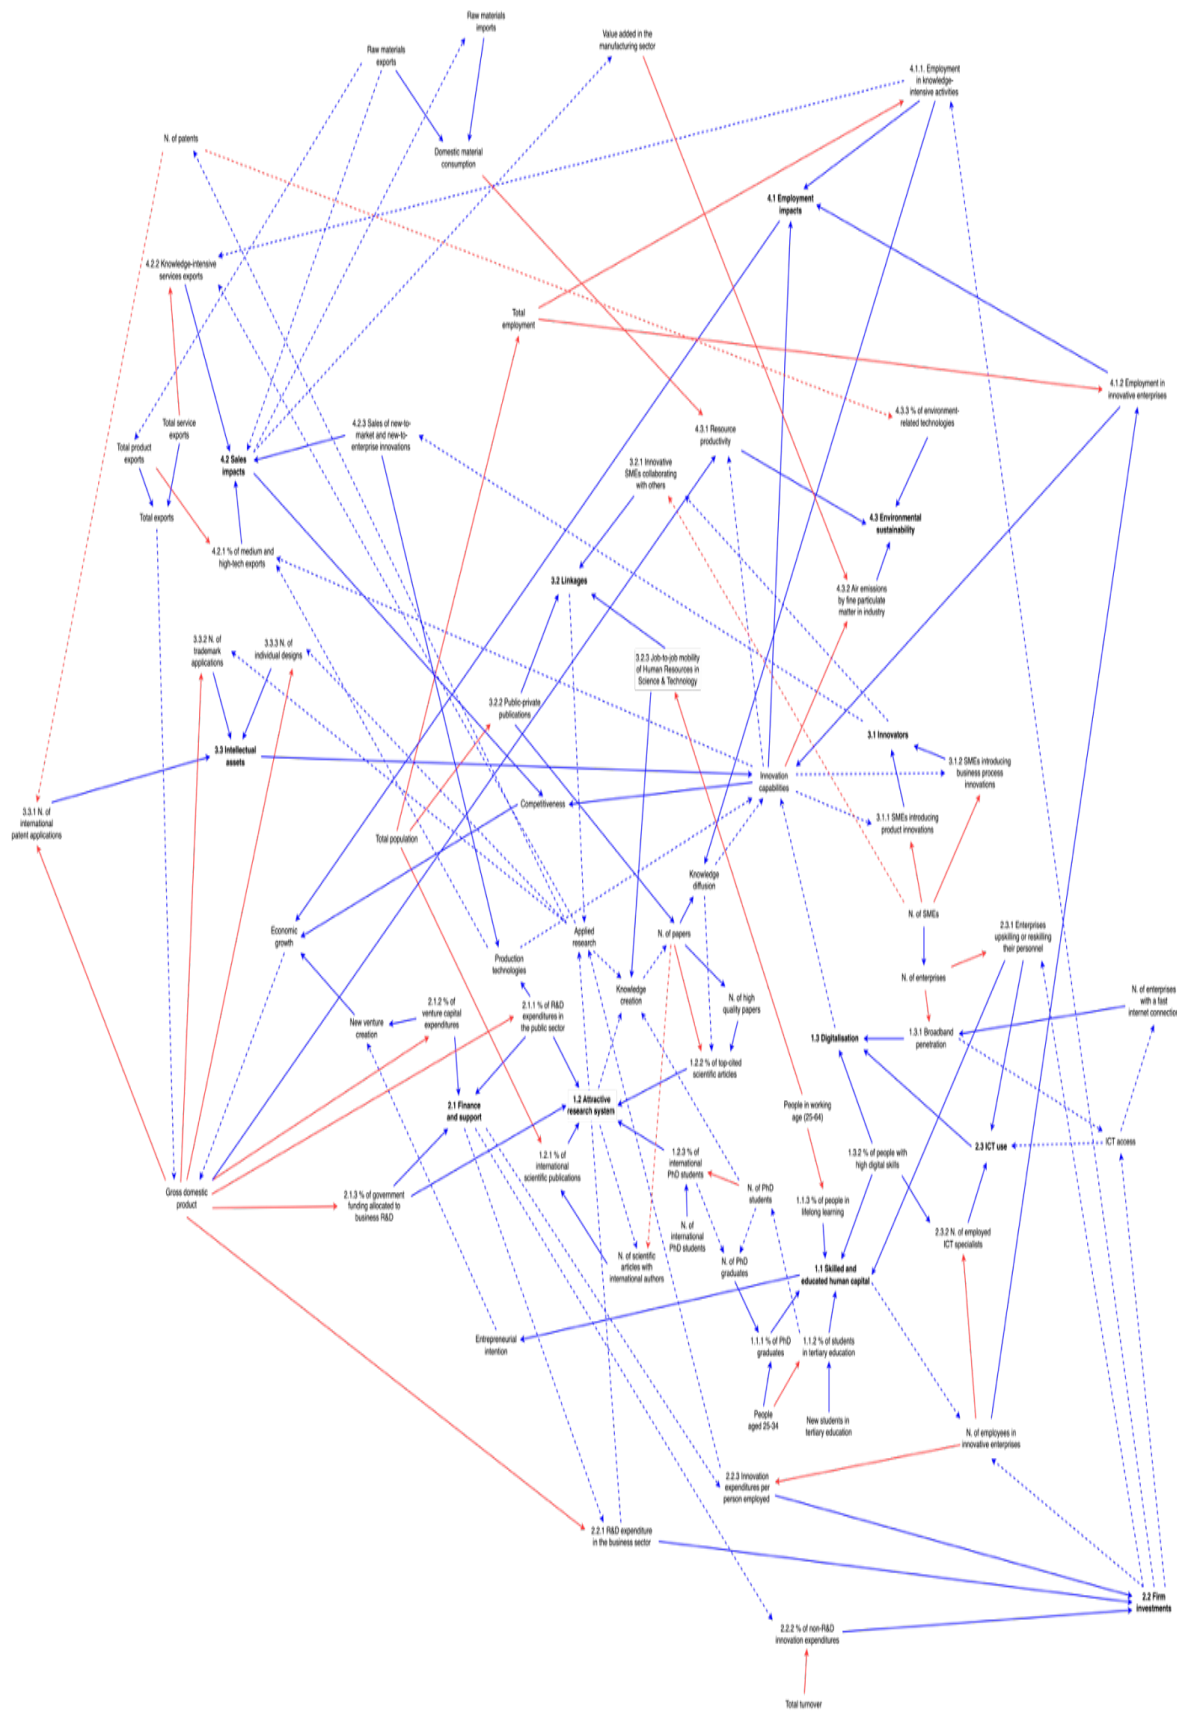 Raw materials
imports
Raw materials
exports
Value added in the
manufacturing sector
4.1.1. Employment
in knowledge-
intensive activities
N. of patents
Domestic material
consumption
4.1 Employment
impacts
4.2.2 Knowledge-intensive
services exports
Total
employment
4.1.2 Employment in
innovative enterprises
Total service
exports
Total product
exports
4.2.3 Sales of new-to-
market and new-to-
enterprise innovations
4.3.1 Resource
productivity
4.3.3 % of environment-
related technologies
4.2 Sales
impacts
3.2.1 Innovative
SMEs collaborating
with others
Total exports
4.3 Environmental
sustainability
4.2.1 % of medium and
high-tech exports
3.2 Linkages
4.3.2 Air emissions
by fine particulate
matter in industry
3.3.2 N. of
trademark
applications
3.3.3 N. of
individual designs
3.2.3 Job-to-job mobility
of Human Resources in
Science & Technology
3.2.2 Public-private
publications
3.1 Innovators
3.3 Intellectual
assets
3.1.2 SMEs introducing
business process
innovations
Innovation
capabilities
Competitiveness
3.3.1 N. of
international
patent applications
3.1.1 SMEs introducing
product innovations
Total population
Knowledge
diffusion
N. of SMEs
Economic
growth
Applied
research
N. of papers
2.3.1 Enterprises
upskilling or reskilling
their personnel
Production
technologies
N. of enterprises
Knowledge
creation
N. of high
quality papers
N. of enterprises
with a fast
internet connection
2.1.2 % of
venture capital
expenditures
2.1.1 % of R&D
expenditures in
the public sector
New venture
creation
1.3 Digitalisation
1.3.1 Broadband
penetration
1.2.2 % of top-cited
scientific articles
2.1 Finance
and support
1.2 Attractive
research system
People in working
age (25-64)
2.3 ICT use
ICT access
1.2.1 % of
international
scientific publications
1.2.3 % of
international
PhD students
1.3.2 % of people with
high digital skills
Gross domestic
product
2.1.3 % of government
funding allocated to
business R&D
N. of PhD
students
1.1.3 % of people in
lifelong learning
N. of
international
PhD students
2.3.2 N. of employed
ICT specialists
N. of scientific
articles with
international authors
N. of PhD
graduates
1.1 Skilled and
educated human capital
Entrepreneurial
intention
1.1.1 % of PhD
graduates
1.1.2 % of students
in tertiary education
People
aged 25-34
New students in
tertiary education
N. of employees in
innovative enterprises
2.2.3 Innovation
expenditures per
person employed
2.2.1 R&D expenditure
in the business sector
2.2 Firm
investments
2.2.2 % of non-R&D
innovation expenditures
Total turnover